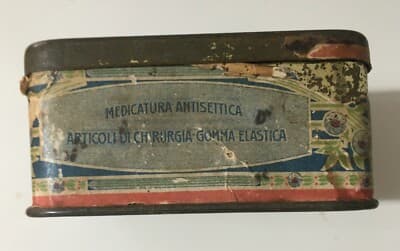 MEDICATURA ANTISETTICA
ARTICOLI DI CHIRURGIA-GOMMA ELASTICA